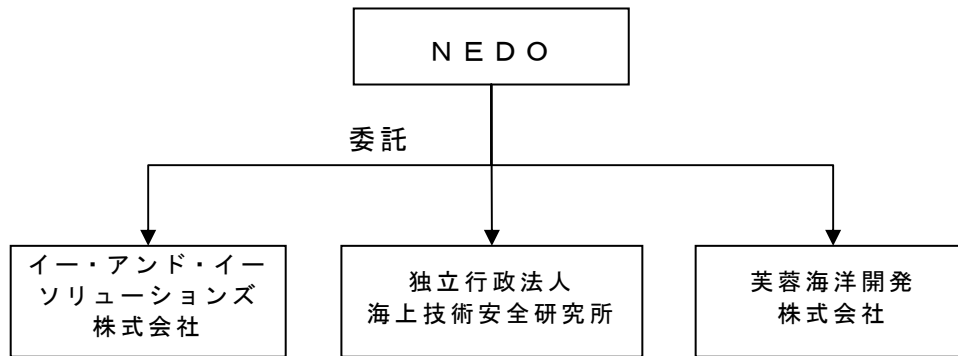 ＮＥＤＯ
委託
イー・アンド・イー
ソリューションズ
株式会社
独立行政法人
海上技術安全研究所
芙蓉海洋開発
株式会社